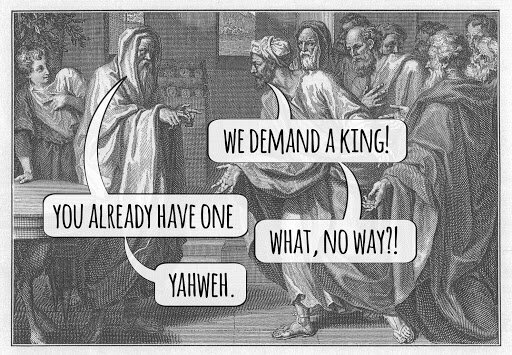 WE DEMAND A KING!
YOU ALREADY HAVE ONE
WHAT, NO WAY?!
YAHWEH.